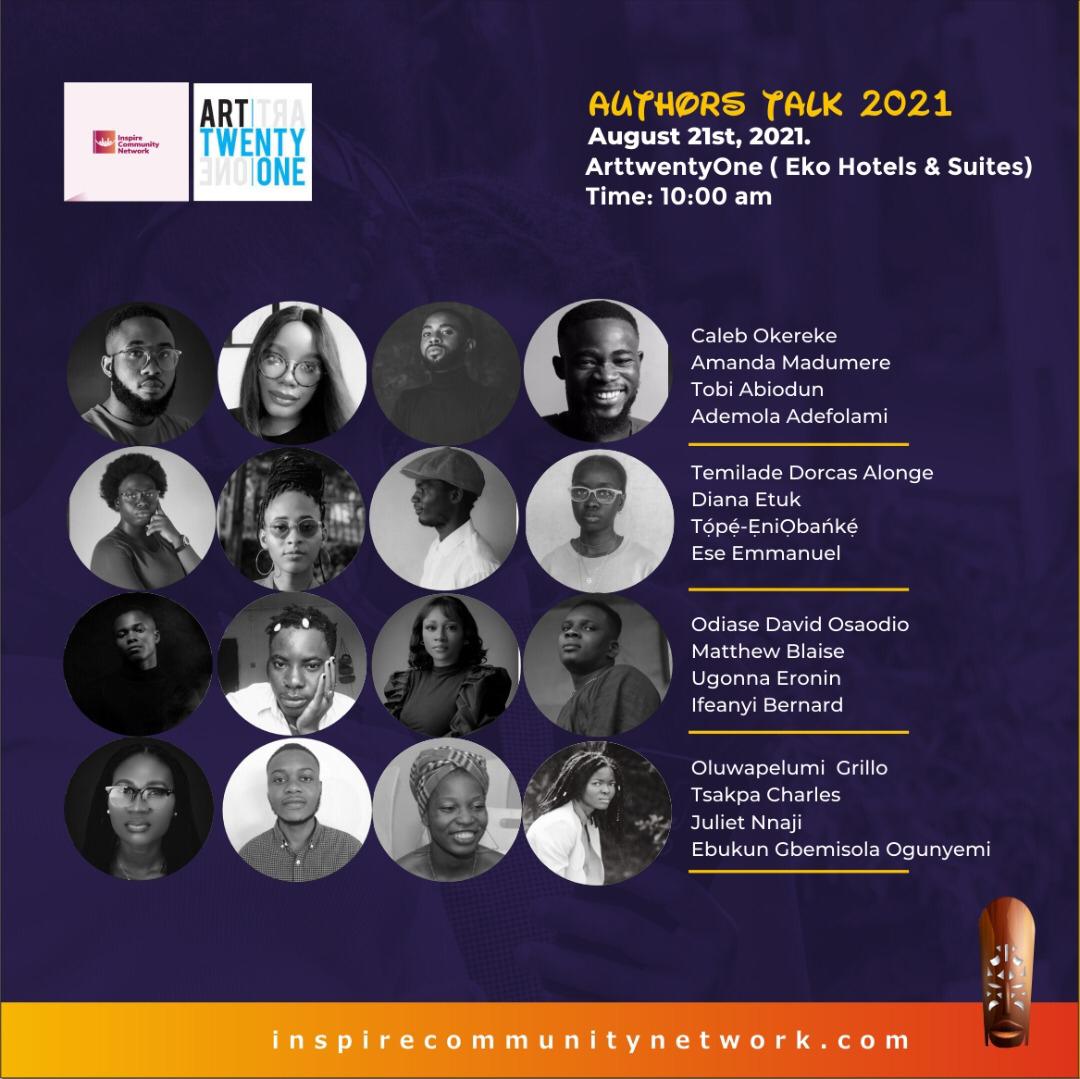 Inspire
Community
Network
ART ART
TWENTY
ONE ONE
AUTHORS TALK 2021
August 21st, 2021.
ArttwentyOne ( Eko Hotels & Suites)
Time: 10:00 am
Caleb Okereke
Amanda Madumere
Tobi Abiodun
Ademola Adefolami
Temilade Dorcas Alonge
Diana Etuk
Tọ́pẹ́-ẸniỌbańkẹ́
Ese Emmanuel
Odiase David Osaodio
Matthew Blaise
Ugonna Eronin
Ifeanyi Bernard
Oluwapelumi Grillo
Tsakpa Charles
Juliet Nnaji
Ebukun Gbemisola Ogunyemi
inspirecommunitynetwork.com